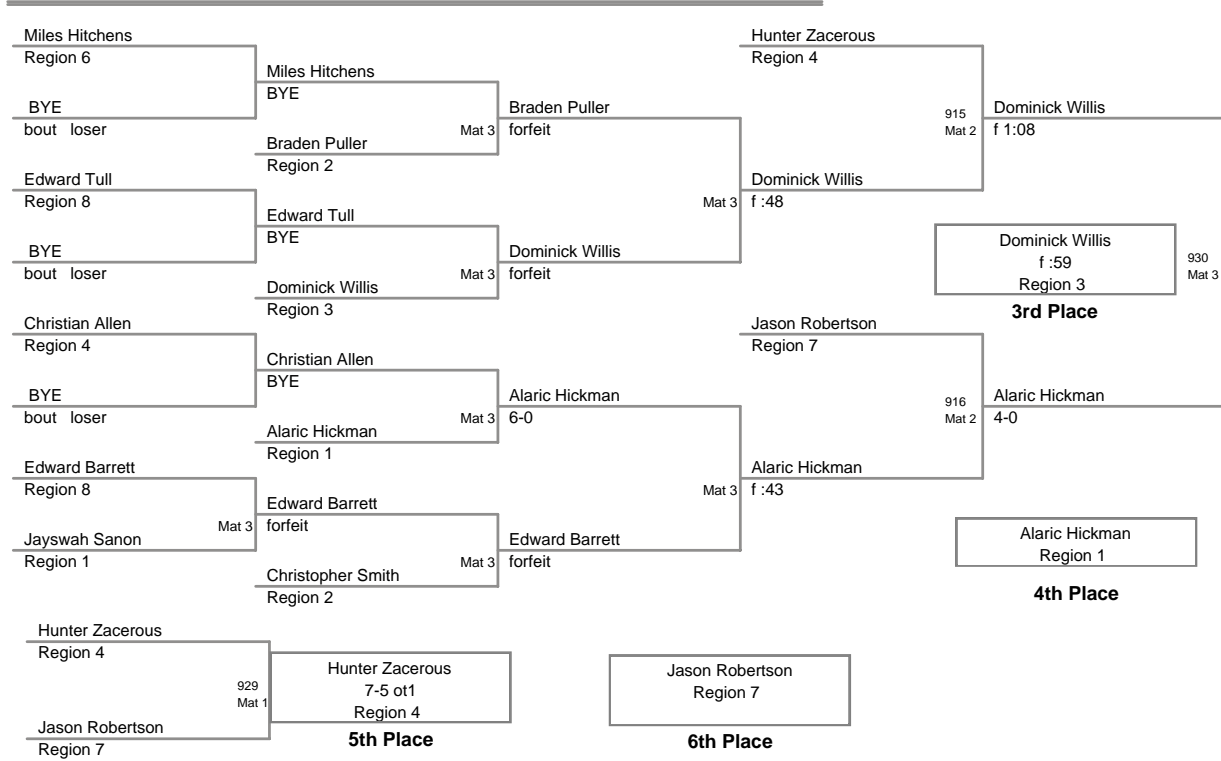 Miles Hitchens
Region 6
BYE
bout loser
Edward Tull
Region 8
BYE
bout loser
Christian Allen
Region 4
BYE
bout loser
Edward Barrett
Region 8
Mat 3
Jayswah Sanon
Region 1
Miles Hitchens
BYE
Mat 3
Braden Puller
Region 2
Edward Tull
BYE
Mat 3
Dominick Willis
Region 3
Christian Allen
BYE
Mat 3
Alaric Hickman
Region 1
Edward Barrett
forfeit
Mat 3
Christopher Smith
Region 2
Braden Puller
forfeit
Mat 3
Dominick Willis
forfeit
Alaric Hickman
6-0
Mat 3
Edward Barrett
forfeit
Hunter Zacerous
Region 4
915
Mat 2
Dominick Willis
f :48
Jason Robertson
Region 7
916
Mat 2
Alaric Hickman
f :43
Dominick Willis
f 1:08
Dominick Willis
f :59
Region 3
3rd Place
930
Mat 3
Alaric Hickman
4-0
Alaric Hickman
Region 1
4th Place
Hunter Zacerous
Region 4
929
Mat 1
Jason Robertson
Region 7
Hunter Zacerous
7-5 ot1
Region 4
5th Place
Jason Robertson
Region 7
6th Place